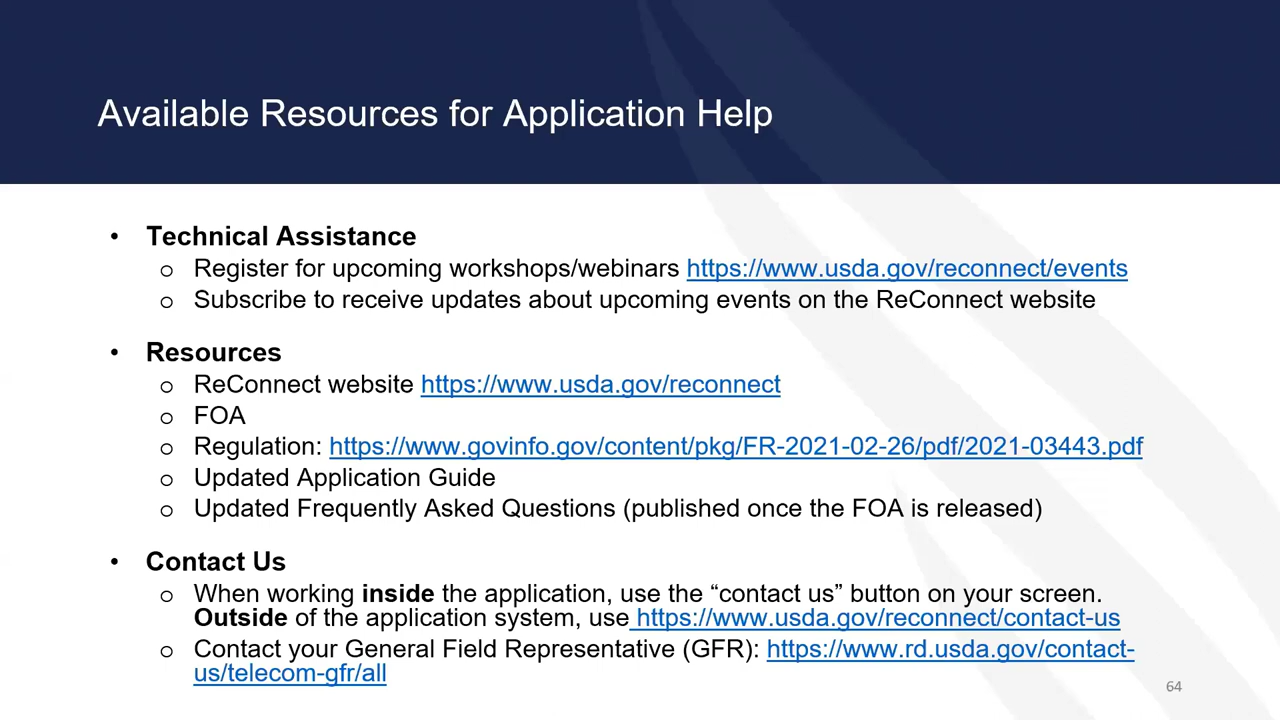 Available Resources for Application Help
• Technical Assistance
o Register for upcoming workshops/webinars https://www.usda.gov/reconnect/events
o Subscribe to receive updates about upcoming events on the ReConnect website
• Resources
o ReConnect website https://www.usda.gov/reconnect
o FOA
o Regulation: https://www.govinfo.gov/content/pkg/FR-2021-02-26/pdf/2021-03443.pdf
o Updated Application Guide
o Updated Frequently Asked Questions (published once the FOA is released)
• Contact Us
o When working inside the application, use the “contact us” button on your screen.
Outside of the application system, use https://www.usda.gov/reconnect/contact-us
o Contact your General Field Representative (GFR): https://www.rd.usda.gov/contact-
us/telecom-gfr/all
64